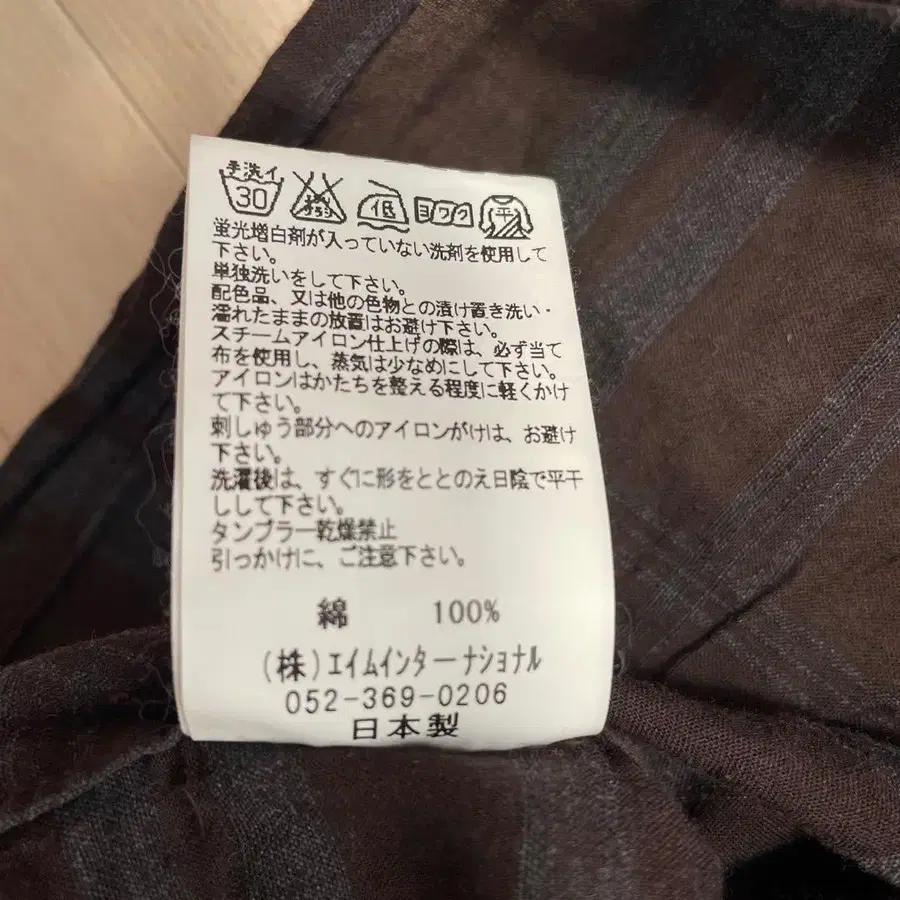 手洗イ
30 エンソサラシ 低 ヨワク 平
蛍光増白剤が入っていない洗剤を使用して
下さい。
単独洗いをして下さい。
配色品、又は他の色物との漬け置き洗い・
濡れたままの放置はお避け下さい。
スチームアイロン仕上げの際は、必ず当て
布を使用し、蒸気は少なめにして下さい。
アイロンはかたちを整える程度に軽くかけ
て下さい。
刺しゅう部分へのアイロンがけは、お避け
下さい。
洗濯後は、すぐに形をととのえ日陰で平干
しして下さい。
タンブラー乾燥禁止
引っかけに、ご注意下さい。
綿 100%
(株)エイムインターナショナル
052-369-0206
日本製